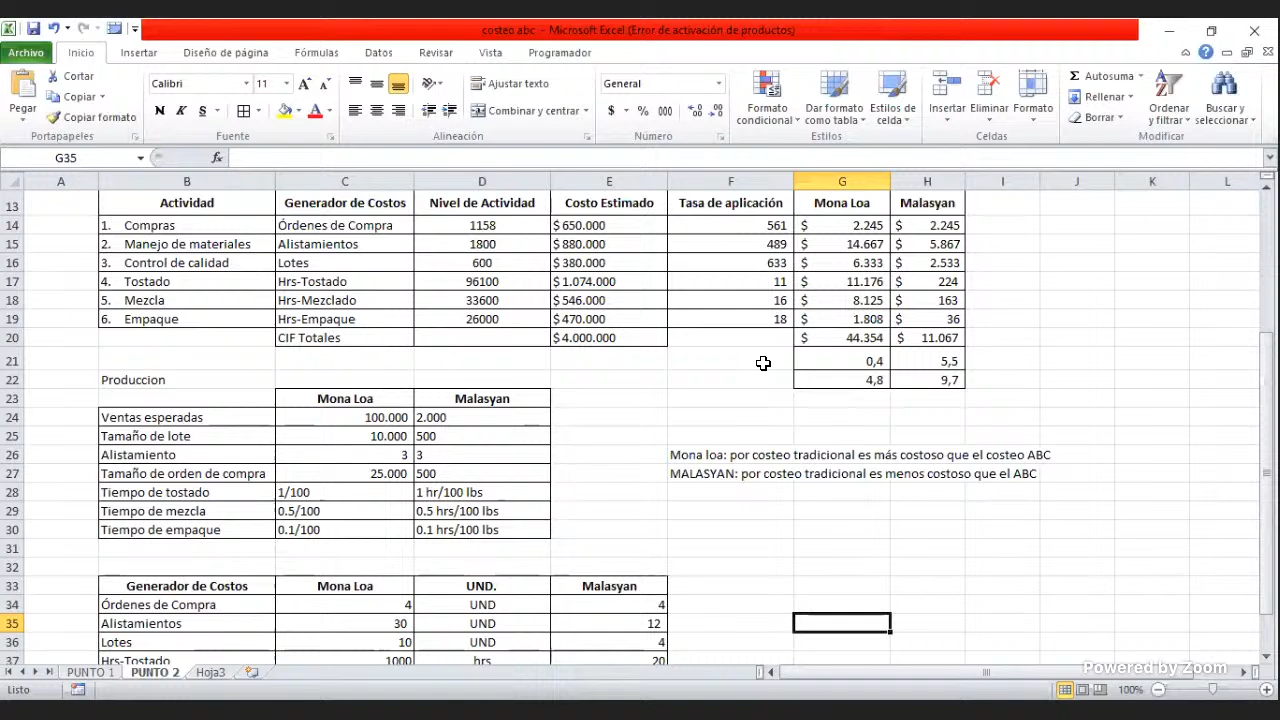 costeo abc - Microsoft Excel (Error de activación de productos)
Archivo Inicio Insertar Diseño de página Fórmulas Datos Revisar Vista Programador
Pegar Cortar Copiar Copiar formato Portapapeles
Calibri 11 N K S A Fuente
Ajustar texto Combinar y centrar Alineación
General $ % 000 Número
Formato condicional Dar formato como tabla Estilos de celda Estilos
Insertar Eliminar Formato Celdas
Autosuma Rellenar Borrar Ordenar y filtrar Buscar y seleccionar Modificar
G35 fx
A B C D E F G H I J K L
13 Actividad Generador de Costos Nivel de Actividad Costo Estimado Tasa de aplicación Mona Loa Malasyan
14 1. Compras Órdenes de Compra 1158 $ 650.000 561 $ 2.245 $ 2.245
15 2. Manejo de materiales Alistamientos 1800 $ 880.000 489 $ 14.667 $ 5.867
16 3. Control de calidad Lotes 600 $ 380.000 633 $ 6.333 $ 2.533
17 4. Tostado Hrs-Tostado 96100 $ 1.074.000 11 $ 11.176 $ 224
18 5. Mezcla Hrs-Mezclado 33600 $ 546.000 16 $ 8.125 $ 163
19 6. Empaque Hrs-Empaque 26000 $ 470.000 18 $ 1.808 $ 36
20 CIF Totales $ 4.000.000 $ 44.354 $ 11.067
21 0,4 5,5
22 Produccion 4,8 9,7
23 Mona Loa Malasyan
24 Ventas esperadas 100.000 2.000
25 Tamaño de lote 10.000 500
26 Alistamiento 3 3 Mona loa: por costeo tradicional es más costoso que el costeo ABC
27 Tamaño de orden de compra 25.000 500 MALASYAN: por costeo tradicional es menos costoso que el ABC
28 Tiempo de tostado 1/100 1 hr/100 lbs
29 Tiempo de mezcla 0.5/100 0.5 hrs/100 lbs
30 Tiempo de empaque 0.1/100 0.1 hrs/100 lbs
31
32
33 Generador de Costos Mona Loa UND. Malasyan
34 Órdenes de Compra 4 UND 4
35 Alistamientos 30 UND 12
36 Lotes 10 UND 4
37 Hrs-Tostado 1000 hrs 20
PUNTO 1 PUNTO 2 Hoja3
Powered by Zoom
Listo 100%